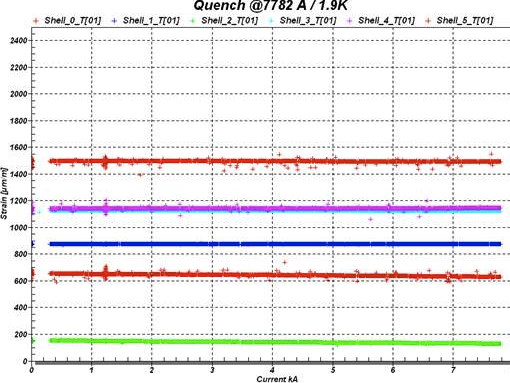 Quench @7782 A / 1.9K
Shell_0_T[01] Shell_1_T[01] Shell_2_T[01] Shell_3_T[01] Shell_4_T[01] Shell_5_T[01]
2400
2200
2000
1800
1600
1400
1200
1000
800
600
400
200
0
Strain [µm/m]
0 1 2 3 4 5 6 7
Current kA